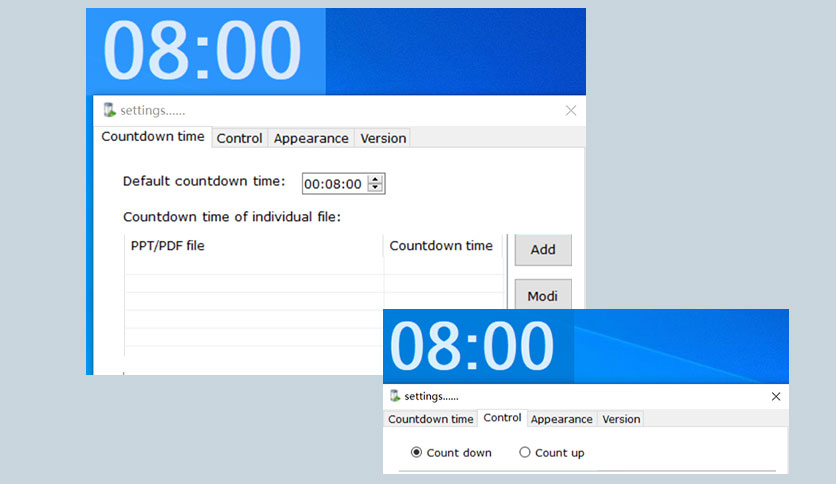 08:00
settings......
Countdown time Control Appearance Version
Default countdown time: 00:08:00
Countdown time of individual file:
PPT/PDF file Countdown time Add
Modi
08:00
settings......
Countdown time Control Appearance Version
Count down Count up